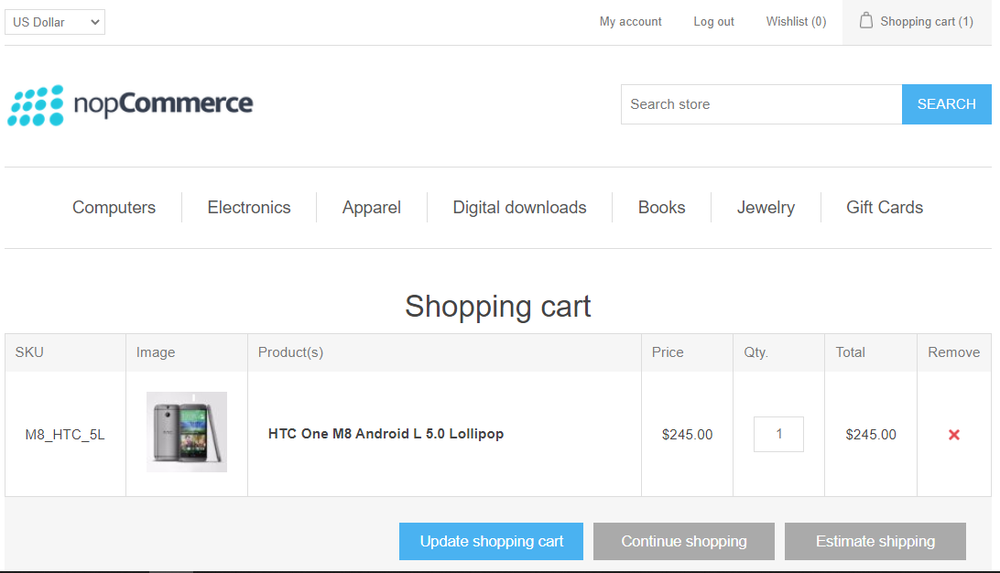 US Dollar
My account
Log out
Wishlist (0)
Shopping cart (1)
nopCommerce
Search store
SEARCH
Computers
Electronics
Apparel
Digital downloads
Books
Jewelry
Gift Cards
Shopping cart
SKU Image Product(s) Price Qty. Total Remove
M8_HTC_5L HTC One M8 Android L 5.0 Lollipop $245.00 1 $245.00
Update shopping cart
Continue shopping
Estimate shipping